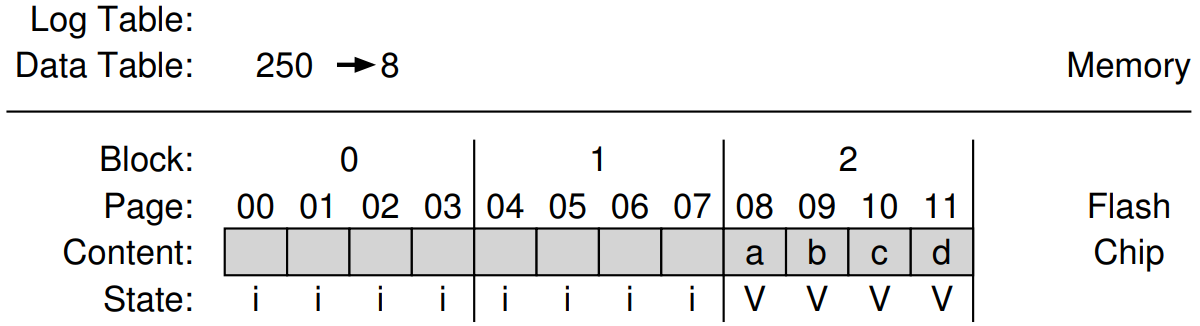 Log Table:
Data Table: 250 → 8 Memory
Block: 0 1 2
Page: 00 01 02 03 04 05 06 07 08 09 10 11 Flash
Content: a b c d Chip
State: i i i i i i i i V V V V